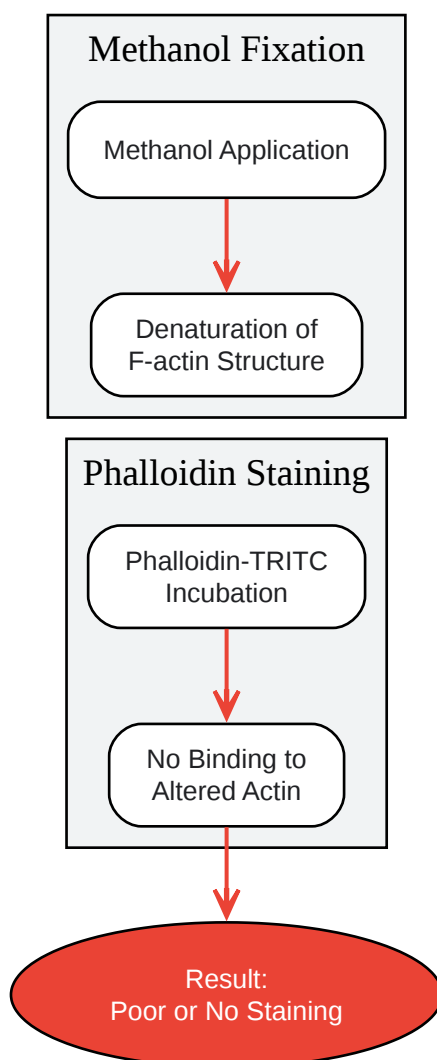 Methanol Fixation
Methanol Application
Denaturation of
F-actin Structure
Phalloidin Staining
Phalloidin-TRITC
Incubation
No Binding to
Altered Actin
Result:
Poor or No Staining